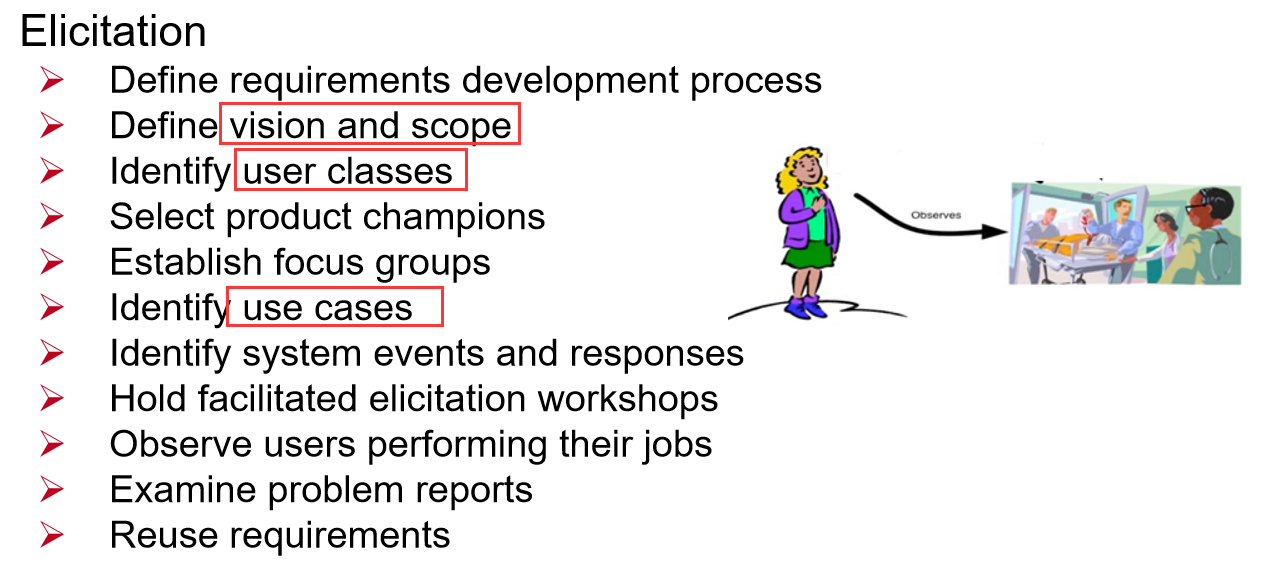 Elicitation
Define requirements development process
Define vision and scope
Identify user classes
Select product champions
Establish focus groups
Identify use cases
Identify system events and responses
Hold facilitated elicitation workshops
Observe users performing their jobs
Examine problem reports
Reuse requirements
Observes